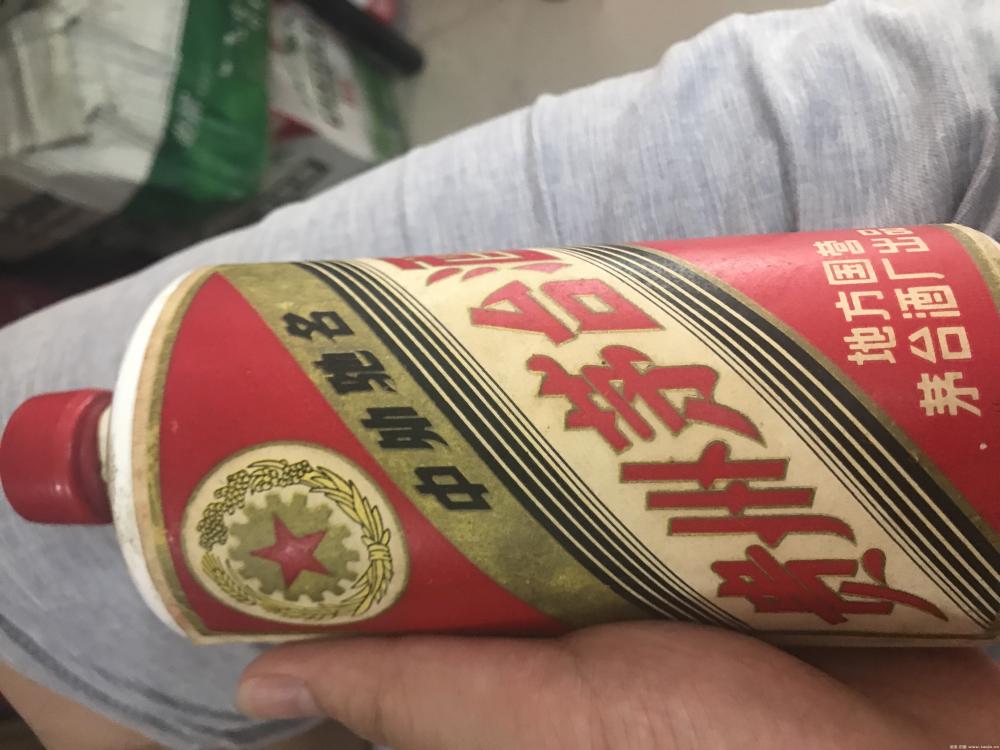 中外驰名
贵州茅台酒
地方国营
茅台酒厂出品